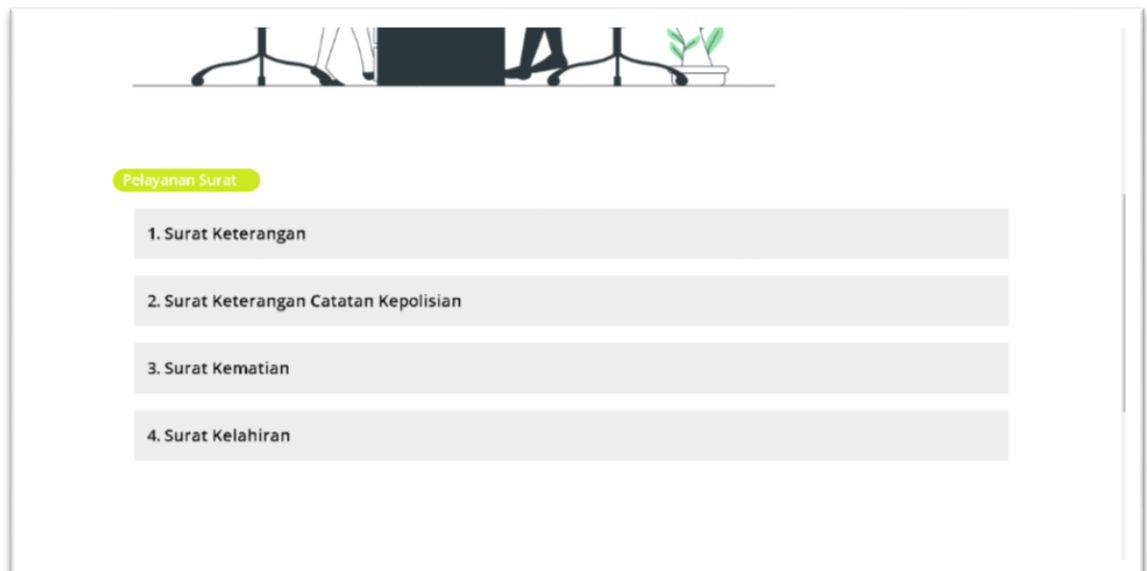 Pelayanan Surat
1. Surat Keterangan
2. Surat Keterangan Catatan Kepolisian
3. Surat Kematian
4. Surat Kelahiran